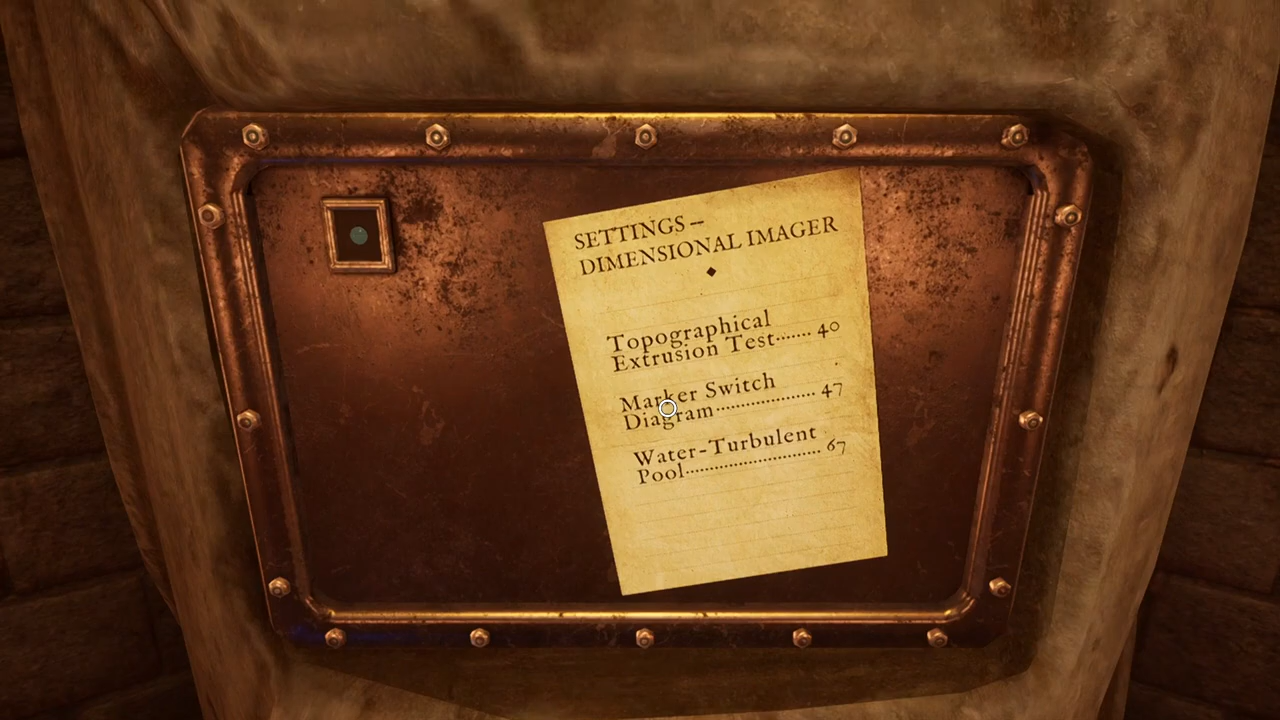 SETTINGS –
DIMENSIONAL IMAGER
Topographical
Extrusion Test....... 40
Marker Switch
Diagram.................. 47
Water-Turbulent
Pool......................... 67